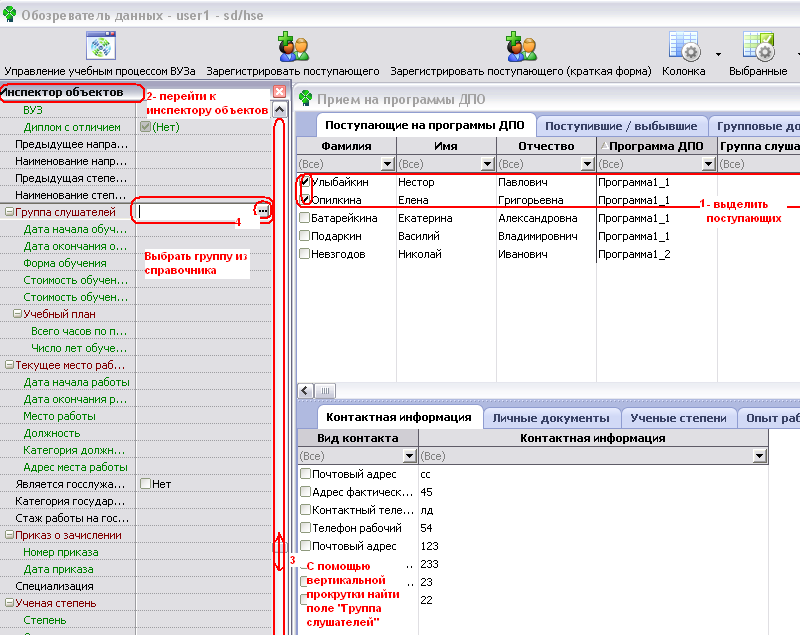 Обозреватель данных - user1 - sd/hse
Управление учебным процессом ВУЗа Зарегистрировать поступающего Зарегистрировать поступающего (краткая форма) Колонка Выбранные
Инспектор объектов
2- перейти к
инспектору объектов
ВУЗ
Диплом с отличием (Нет)
Предыдущее напра...
Наименование напр...
Предыдущая степе...
Наименование степ...
Группа слушателей
4
Дата начала обуч...
Дата окончания о...
Форма обучения
Стоимость обучен...
Стоимость обучен...
Выбрать группу из
справочника
Учебный план
Всего часов по п...
Число лет обуче...
Текущее место раб...
Дата начала работы
Дата окончания р...
Место работы
Должность
Категория должн...
Адрес места работы
Является госслужа... Нет
Категория государ...
Стаж работы на гос...
Приказ о зачислении
Номер приказа
Дата приказа
Специализация
Ученая степень
Степень
3
Прием на программы ДПО
Поступающие на программы ДПО Поступившие / выбывшие Групповые до
Фамилия Имя Отчество Программа ДПО Группа слуша
(Все) (Все) (Все) (Все) (Все)
Улыбайкин Нестор Павлович Программа1_1
Опилкина Елена Григорьевна Программа1_1
Батарейкина Екатерина Александровна Программа1_1
Подаркин Василий Владимирович Программа1_1
Невзгодов Николай Иванович Программа1_2
1- выделить
поступающих
Контактная информация Личные документы Ученые степени Опыт раб
Вид контакта Контактная информация
(Все) (Все)
Почтовый адрес сс
Адрес фактическ... 45
Контактный теле... лд
Телефон рабочий 54
Почтовый адрес 123
.. 233
.. 23
22
С помощью
вертикальной
прокрутки найти
поле "Группа
слушателей"